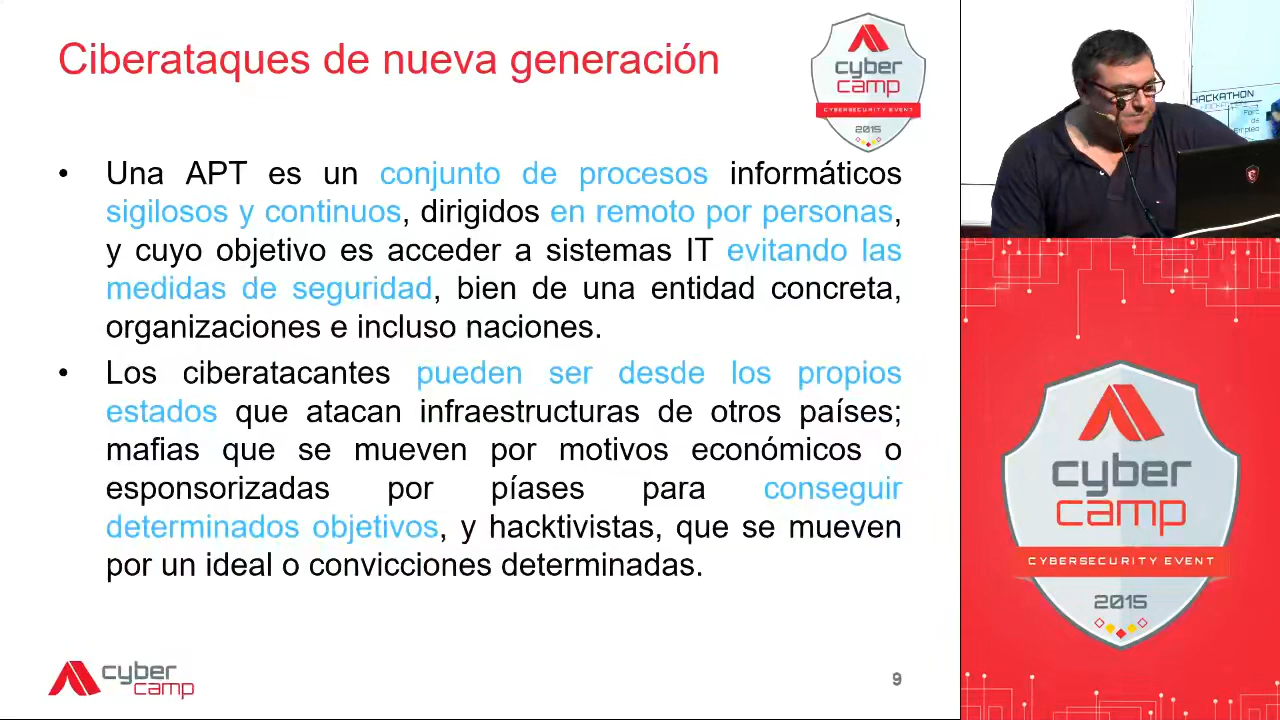 Ciberataques de nueva generación
cyber
camp
CYBERSECURITY EVENT
2015
• Una APT es un conjunto de procesos informáticos
sigilosos y continuos, dirigidos en remoto por personas,
y cuyo objetivo es acceder a sistemas IT evitando las
medidas de seguridad, bien de una entidad concreta,
organizaciones e incluso naciones.
• Los ciberatacantes pueden ser desde los propios
estados que atacan infraestructuras de otros países;
mafias que se mueven por motivos económicos o
esponsorizadas por píases para conseguir
determinados objetivos, y hacktivistas, que se mueven
por un ideal o convicciones determinadas.
cyber
camp
9
HACKATHON
de
Empleo
cyber
camp
CYBERSECURITY EVENT
2015